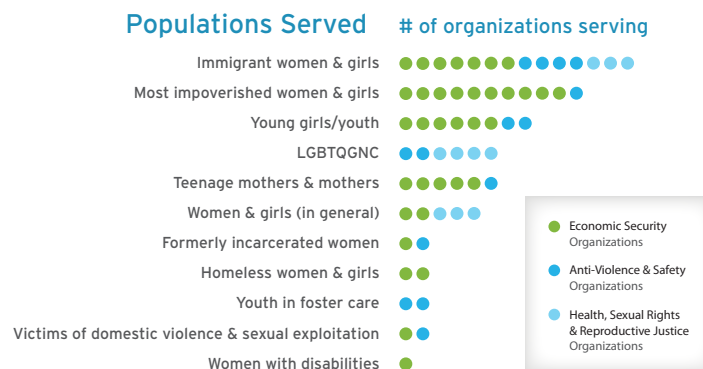 Populations Served # of organizations serving
Immigrant women & girls
Most impoverished women & girls
Young girls/youth
LGBTQGNC
Teenage mothers & mothers
Women & girls (in general)
Formerly incarcerated women
Homeless women & girls
Youth in foster care
Victims of domestic violence & sexual exploitation
Women with disabilities
Economic Security
Organizations
Anti-Violence & Safety
Organizations
Health, Sexual Rights
& Reproductive Justice
Organizations